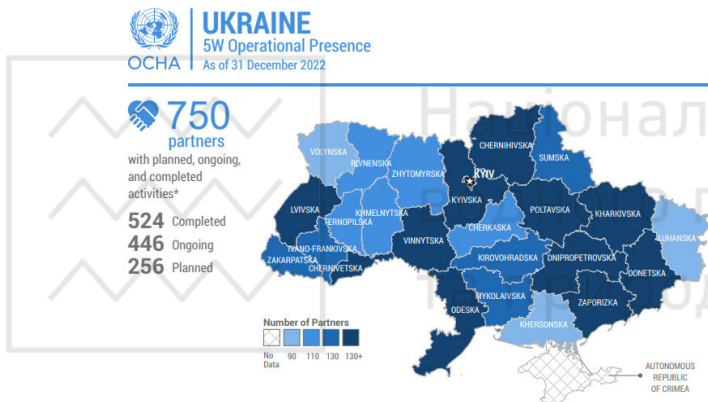 OCHA
UKRAINE
5W Operational Presence
As of 31 December 2022
750
partners
with planned, ongoing,
and completed
activities*
524 Completed
446 Ongoing
256 Planned
VOLYNSKA
RIVNENSKA
ZHYTOMYRSKA
CHERNIHIVSKA
SUMSKA
KYIV
KYIVSKA
LVIVSKA
TERNOPILSKA
KHMELNYTSKA
POLTAVSKA
KHARKIVSKA
LUHANSKA
CHERKASKA
VINNYTSKA
IVANO-FRANKIVSKA
ZAKARPATSKA
CHERNIVETSKA
KIROVOHRADSKA
DNIPROPETROVSKA
DONETSKA
MYKOLAIVSKA
ZAPORIZKA
ODESKA
KHERSONSKA
Number of Partners
No Data
90
110
130
130+
AUTONOMOUS
REPUBLIC
OF CRIMEA